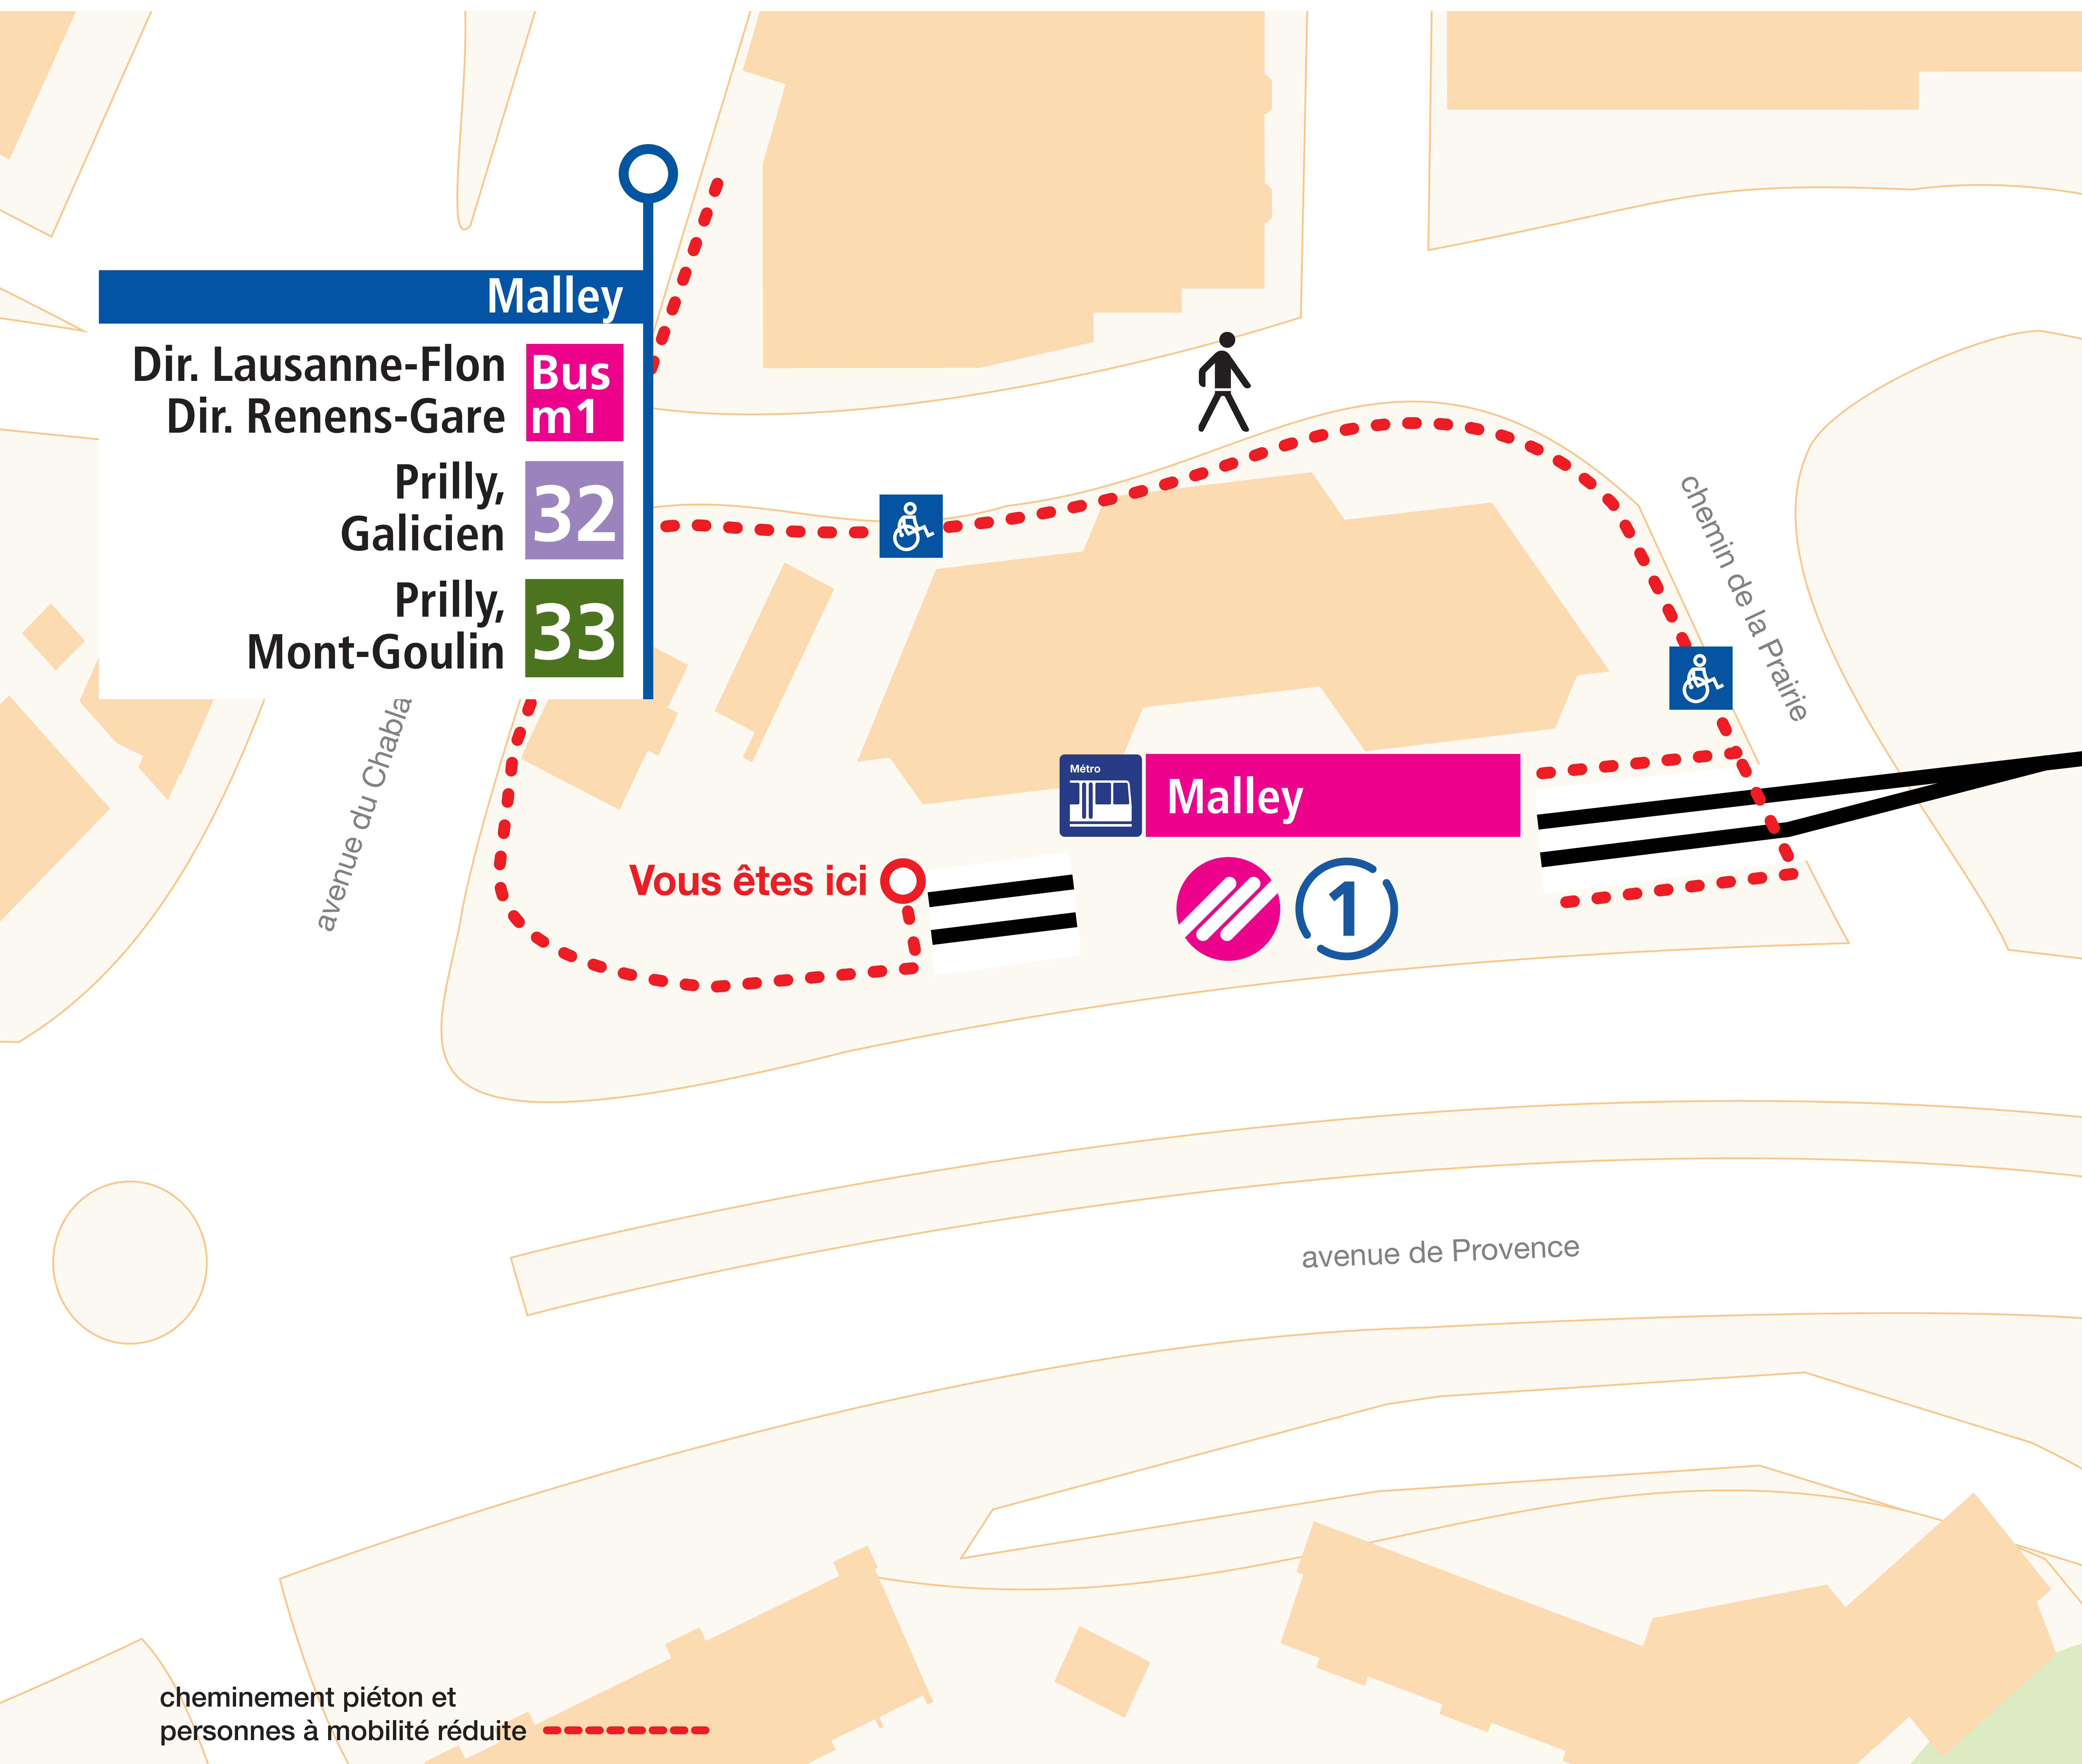 Malley
Dir. Lausanne-Flon
Dir. Renens-Gare
Bus
m1
Prilly,
Galicien
32
Prilly,
Mont-Goulin
33
chemin de la Prairie
avenue du Chabla
Métro
Malley
Vous êtes ici
1
avenue de Provence
cheminement piéton et
personnes à mobilité réduite